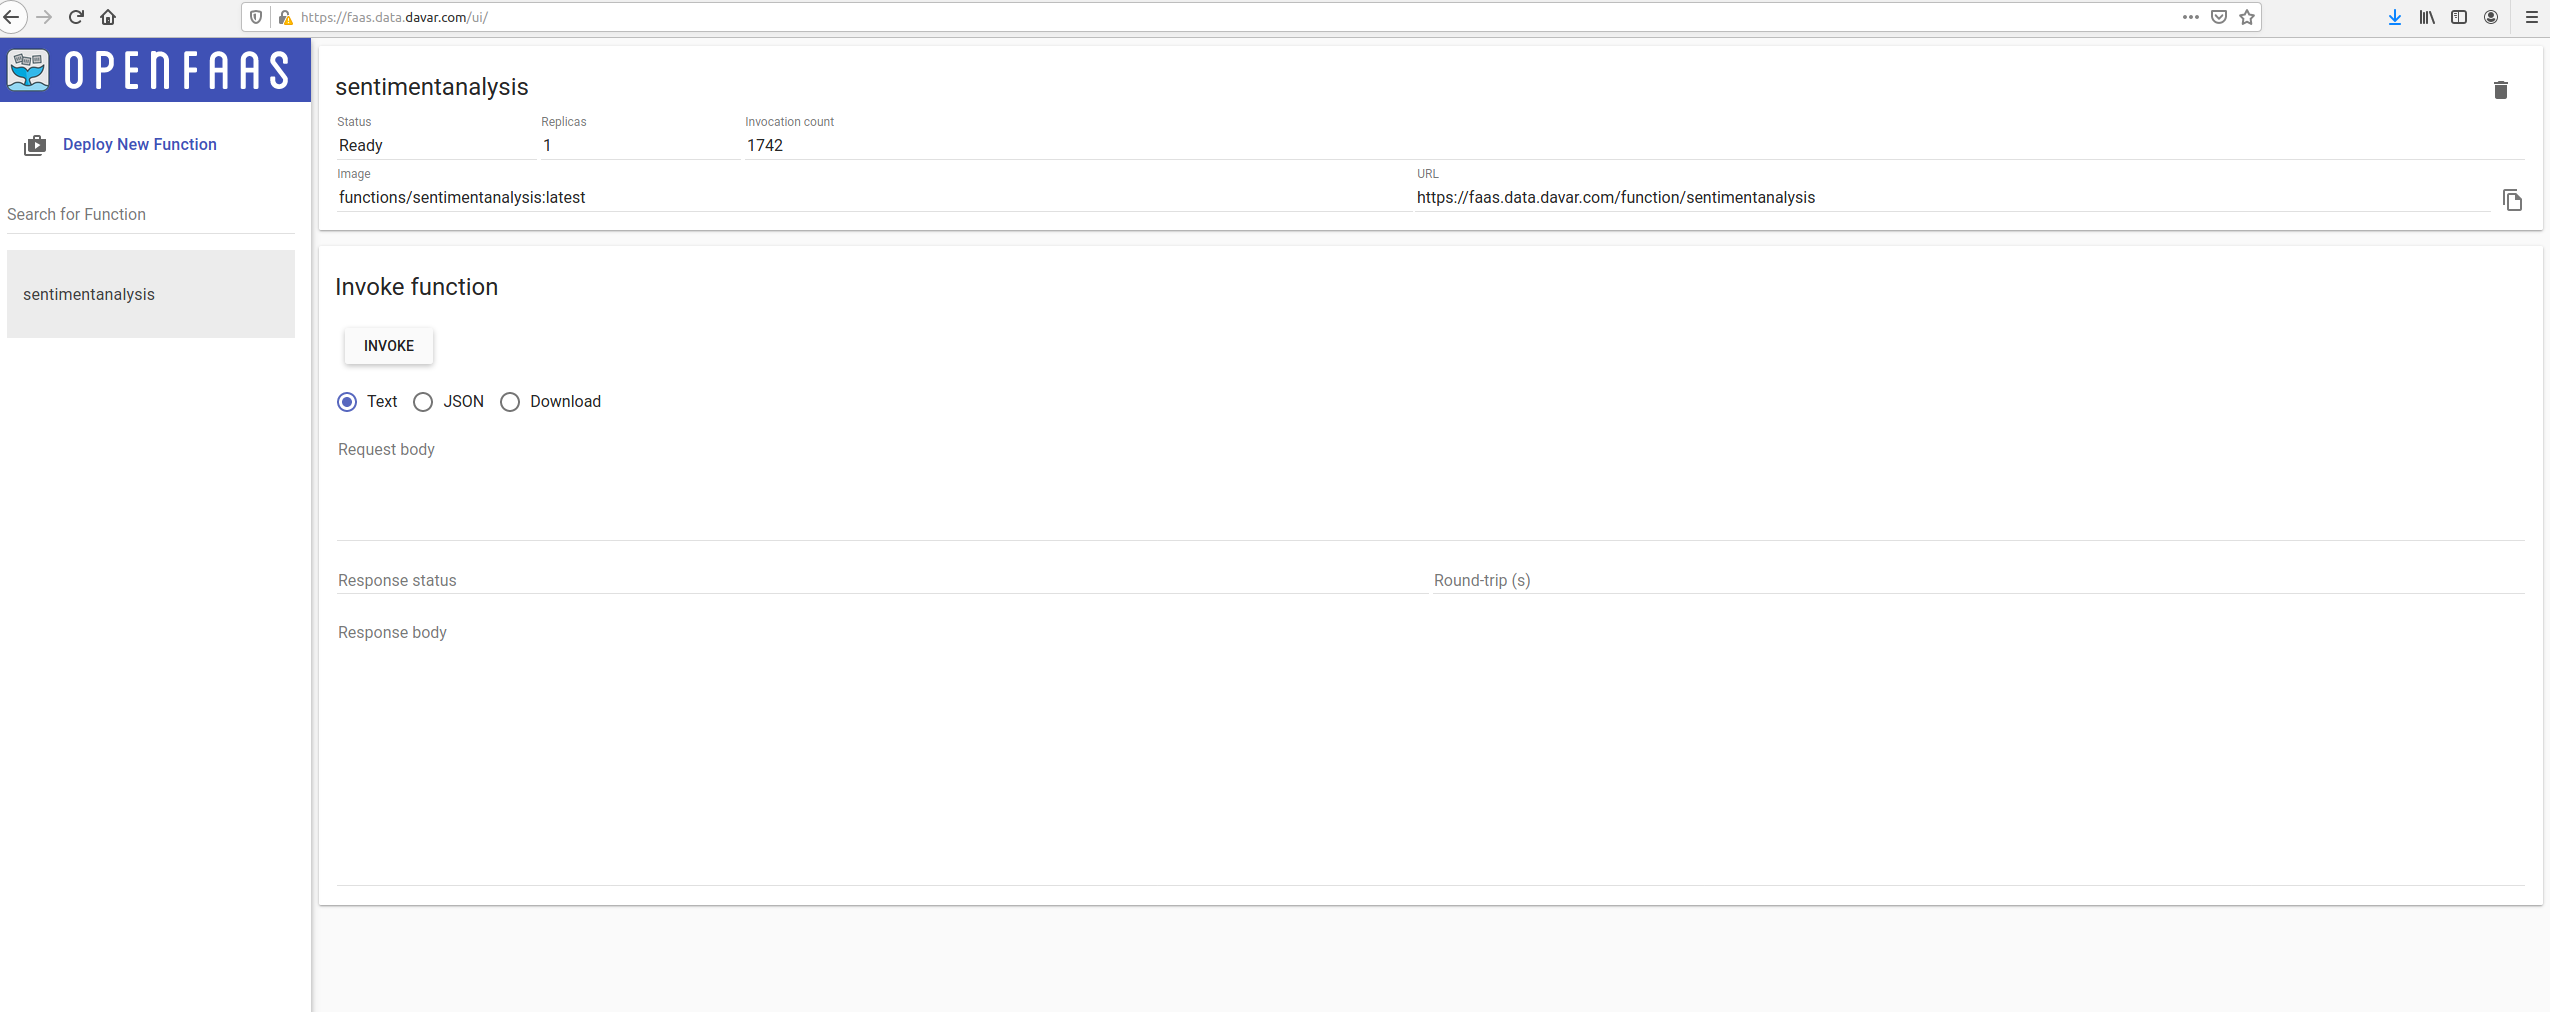 https://faas.data.davar.com/ui/
OPENFAAS
Deploy New Function
Search for Function
sentimentanalysis
sentimentanalysis
Status Replicas Invocation count
Ready 1 1742
Image URL
functions/sentimentanalysis:latest https://faas.data.davar.com/function/sentimentanalysis
Invoke function
INVOKE
Text JSON Download
Request body
Response status Round-trip (s)
Response body